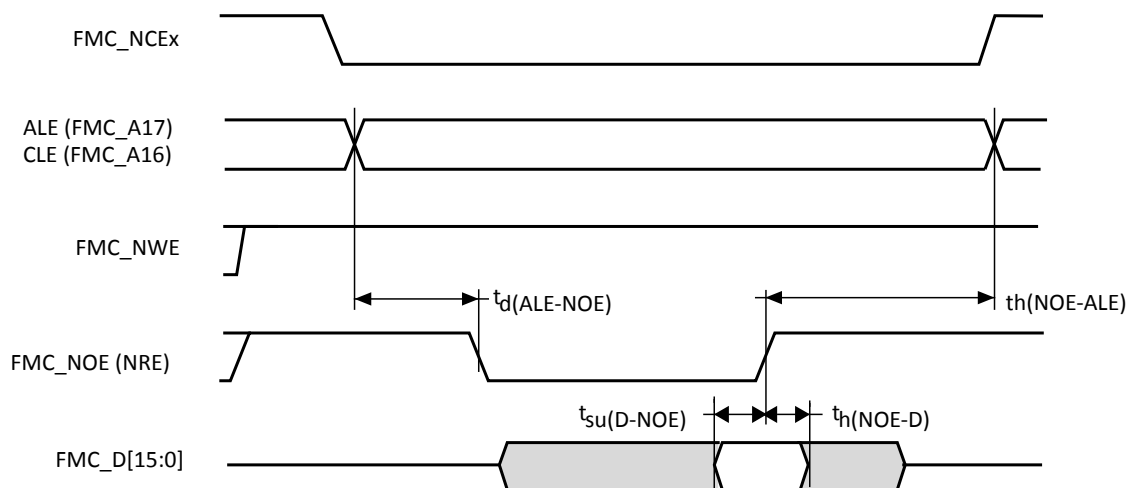 FMC_NCEx
ALE (FMC_A17)
CLE (FMC_A16)
FMC_NWE
td(ALE-NOE)
th(NOE-ALE)
FMC_NOE (NRE)
tsu(D-NOE)
th(NOE-D)
FMC_D[15:0]